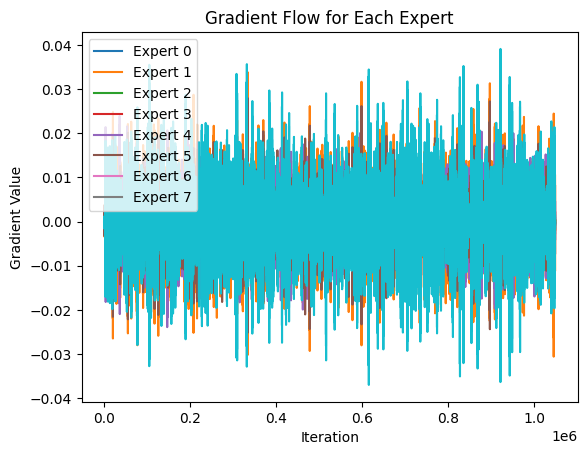 Gradient Flow for Each Expert
Gradient Value
0.04
0.03
0.02
0.01
0.00
−0.01
−0.02
−0.03
−0.04
Expert 0
Expert 1
Expert 2
Expert 3
Expert 4
Expert 5
Expert 6
Expert 7
0.0 0.2 0.4 0.6 0.8 1.0
1e6
Iteration